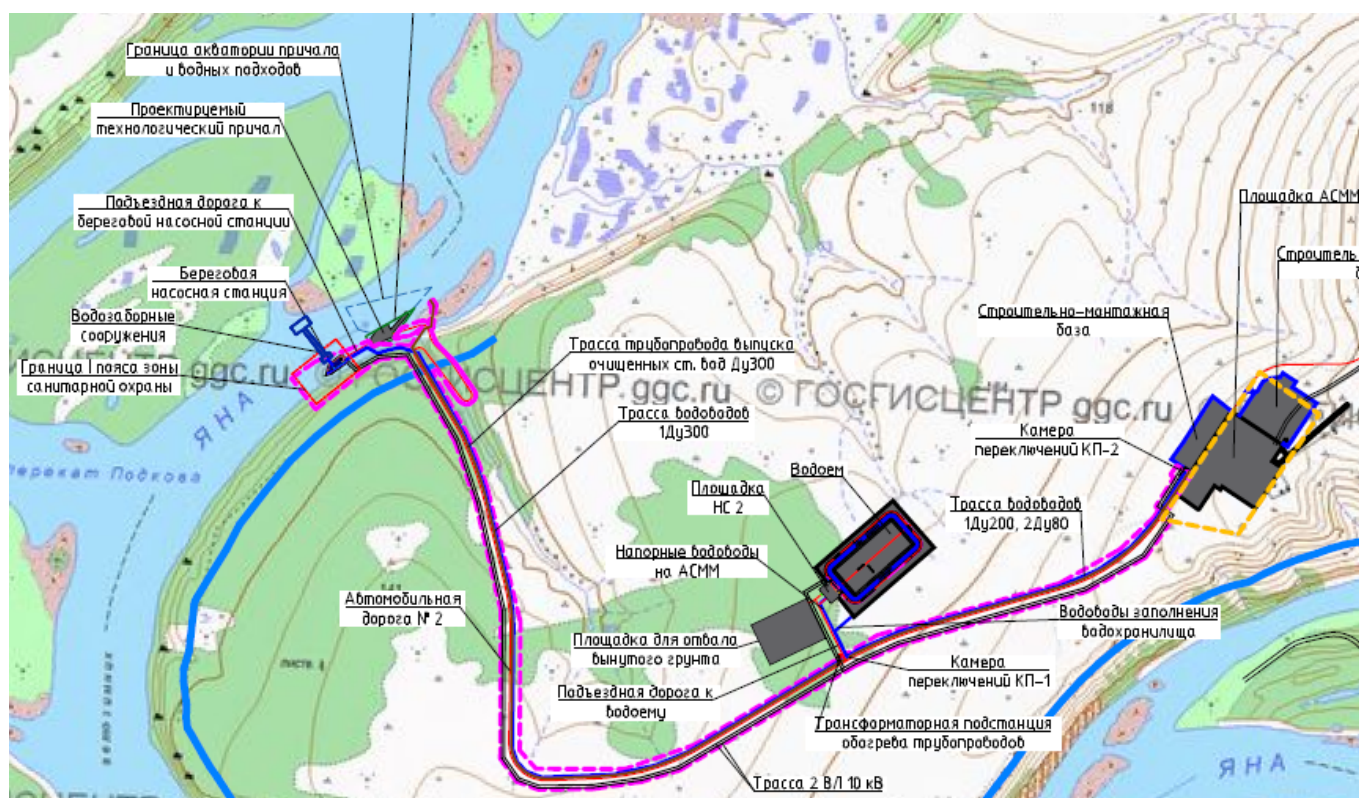 Граница акватории причала
и водных подходов
Проектируемый
технологический причал
118
Подъездная дорога к
береговой насосной станции
Площадка АСММ
Строитель
Береговая
насосная станция
Водозаборные
сооружения
Строительно-монтажная
база
Граница I пояса зоны
санитарной охраны
Трасса трубопровода выпуска
очищенных ст. вод Ду300
ggc.ru © ГОСГИСЦЕНТР ggc.ru
ЯНА
Трасса водоводов
1Ду300
Камера
переключений КП-2
Перекат Подкова
Водоем
Площадка
НС 2
Трасса водоводов
1Ду200, 2Ду80
Напорные водоводы
на АСММ
Автомобильная
дорога № 2
Водоводы заполнения
водохранилища
Площадка для отвала
вынутого грунта
листв.
Камера
переключений КП-1
Подъездная дорога к
водоему
Трансформаторная подстанция
обогрева трубопроводов
ЯНА
Трасса 2 ВЛ 10 кВ